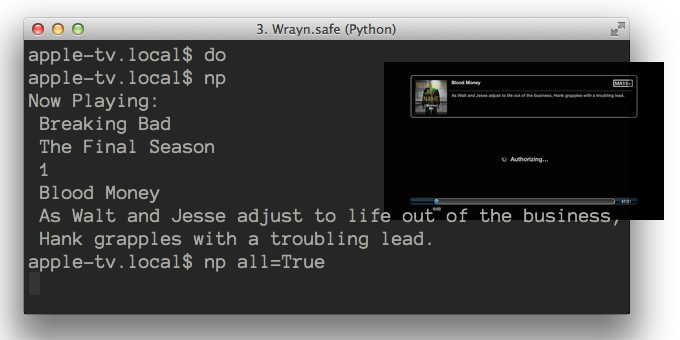 3. Wrayn.safe (Python)
apple-tv.local$ do
apple-tv.local$ np
Now Playing:
Breaking Bad
The Final Season
1
Blood Money
As Walt and Jesse adjust to life out of the business,
Hank grapples with a troubling lead.
apple-tv.local$ np all=True
Blood Money
MA15+
As Walt and Jesse adjust to life out of the business, Hank grapples with a troubling lead.
Authorizing...
0:00
47:21